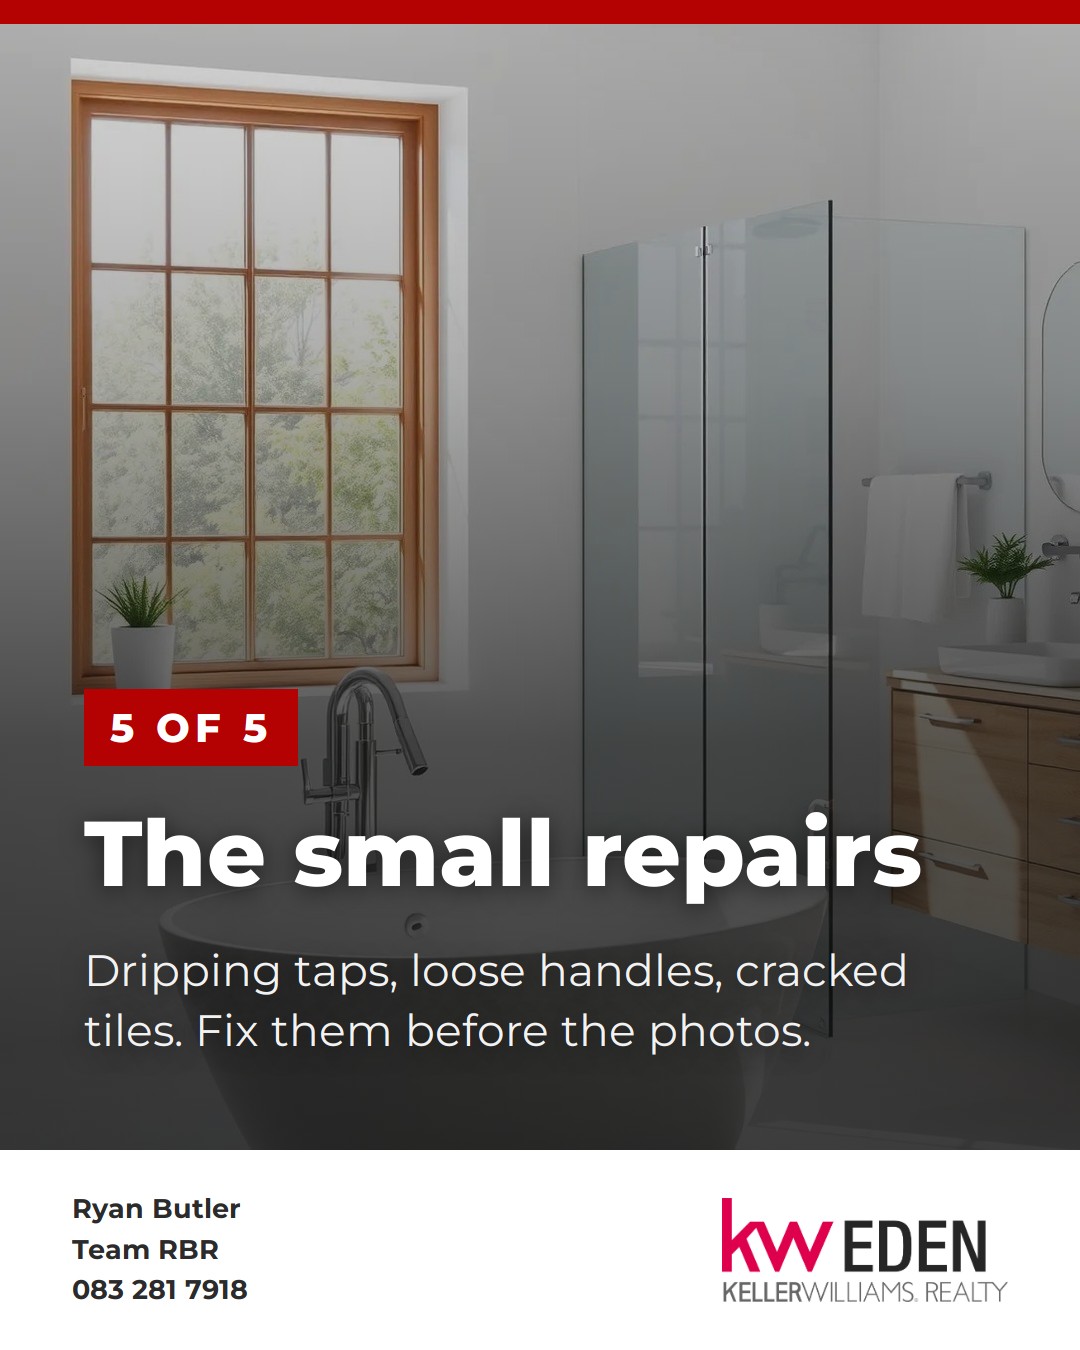 5 OF 5
The small repairs
Dripping taps, loose handles, cracked
tiles. Fix them before the photos.
Ryan Butler
Team RBR
083 281 7918
kw EDEN
KELLERWILLIAMS. REALTY